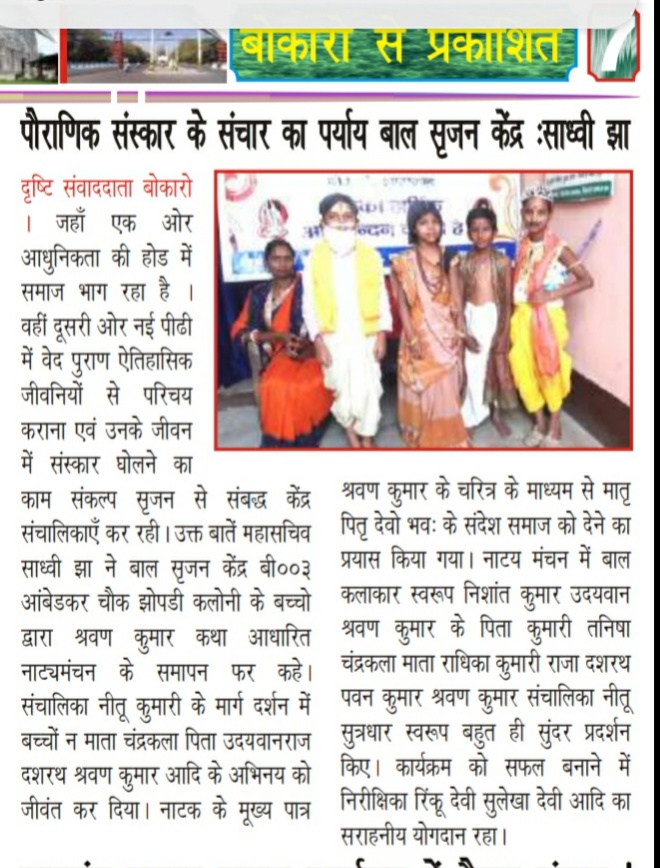 बोकारो से प्रकाशित
7
पौराणिक संस्कार के संचार का पर्याय बाल सृजन केंद्र :साध्वी झा
दृष्टि संवाददाता बोकारो
। जहाँ एक ओर
आधुनिकता की होड में
समाज भाग रहा है ।
वहीं दूसरी ओर नई पीढी
में वेद पुराण ऐतिहासिक
जीवनियों से परिचय
कराना एवं उनके जीवन
में संस्कार घोलने का
काम संकल्प सृजन से संबद्ध केंद्र
संचालिकाएँ कर रही। उक्त बातें महासचिव
साध्वी झा ने बाल सृजन केंद्र बी००३
आंबेडकर चौक झोपडी कलोनी के बच्चो
द्वारा श्रवण कुमार कथा आधारित
नाट्यमंचन के समापन फर कहे।
संचालिका नीतू कुमारी के मार्ग दर्शन में
बच्चों न माता चंद्रकला पिता उदयवानराज
दशरथ श्रवण कुमार आदि के अभिनय को
जीवंत कर दिया। नाटक के मुख्य पात्र
श्रवण कुमार के चरित्र के माध्यम से मातृ
पितृ देवो भवः के संदेश समाज को देने का
प्रयास किया गया। नाटय मंचन में बाल
कलाकार स्वरूप निशांत कुमार उदयवान
श्रवण कुमार के पिता कुमारी तनिषा
चंद्रकला माता राधिका कुमारी राजा दशरथ
पवन कुमार श्रवण कुमार संचालिका नीतू
सुत्रधार स्वरूप बहुत ही सुंदर प्रदर्शन
किए। कार्यक्रम को सफल बनाने में
निरीक्षिका रिंकू देवी सुलेखा देवी आदि का
सराहनीय योगदान रहा।